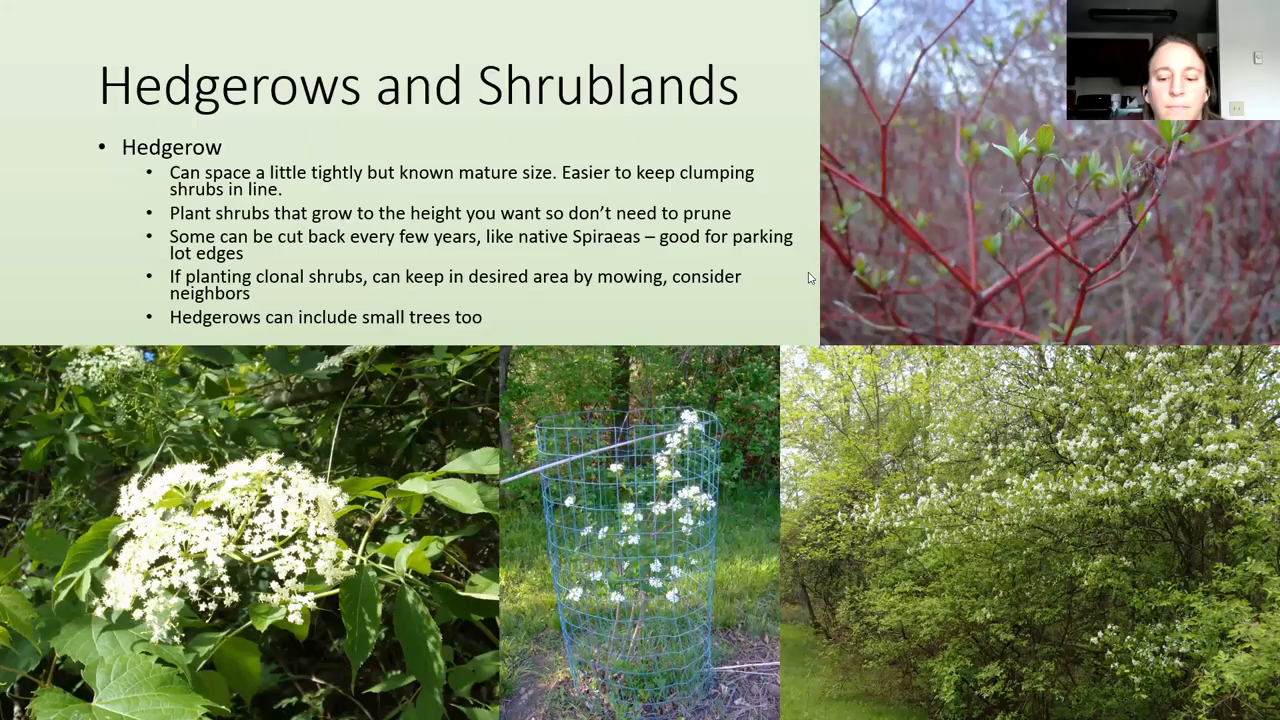 Hedgerows and Shrublands
• Hedgerow
• Can space a little tightly but known mature size. Easier to keep clumping
shrubs in line.
• Plant shrubs that grow to the height you want so don’t need to prune
• Some can be cut back every few years, like native Spiraeas – good for parking
lot edges
• If planting clonal shrubs, can keep in desired area by mowing, consider
neighbors
• Hedgerows can include small trees too